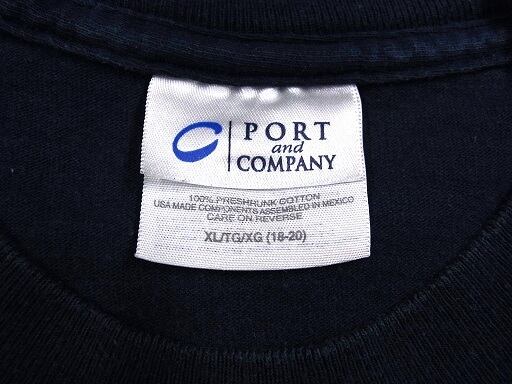 PORT
and
COMPANY
100% PRESHRUNK COTTON
USA MADE COMPONENTS ASSEMBLED IN MEXICO
CARE ON REVERSE
XL/TG/XG (18-20)